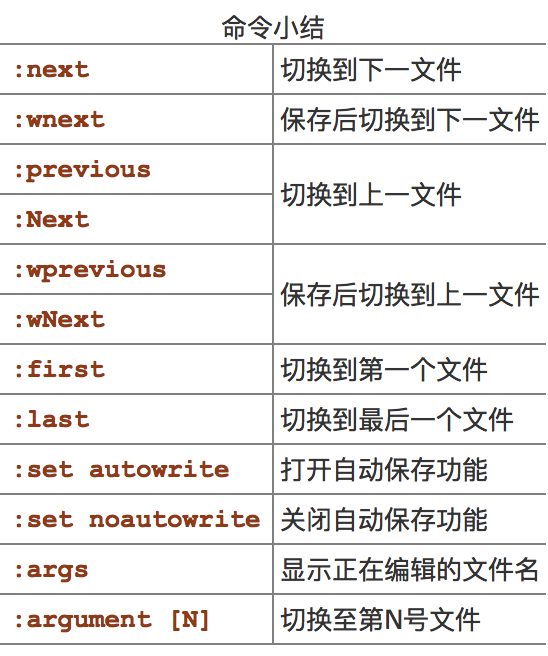 命令小结
:next 切换到下一文件
:wnext 保存后切换到下一文件
:previous 切换到上一文件
:Next
:wprevious 保存后切换到上一文件
:wNext
:first 切换到第一个文件
:last 切换到最后一个文件
:set autowrite 打开自动保存功能
:set noautowrite 关闭自动保存功能
:args 显示正在编辑的文件名
:argument [N] 切换至第N号文件